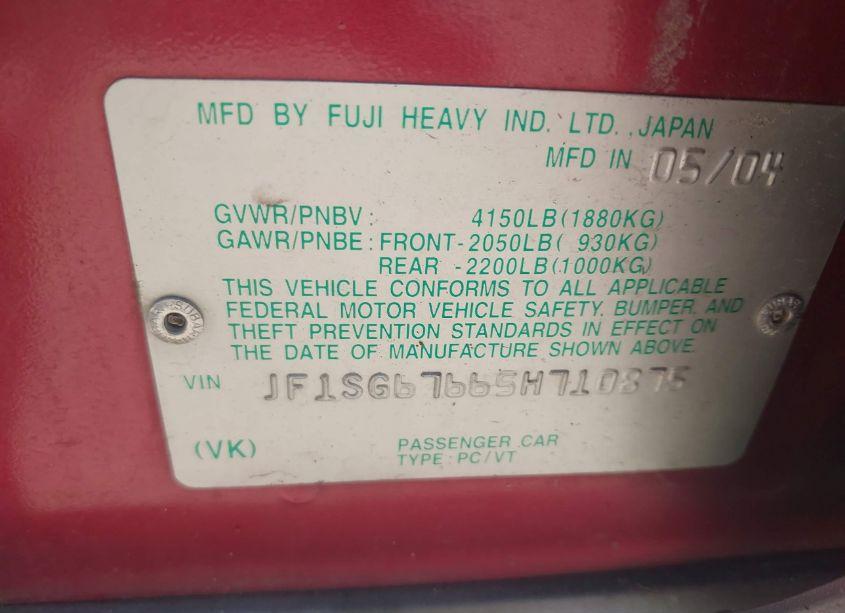 MFD BY FUJI HEAVY IND. LTD. JAPAN
MFD IN 05/04
GVWR/PNBV: 4150LB(1880KG)
GAWR/PNBE: FRONT-2050LB( 930KG)
REAR -2200LB(1000KG)
THIS VEHICLE CONFORMS TO ALL APPLICABLE
FEDERAL MOTOR VEHICLE SAFETY, BUMPER, AND
THEFT PREVENTION STANDARDS IN EFFECT ON
THE DATE OF MANUFACTURE SHOWN ABOVE.
VIN
(VK)
PASSENGER CAR
TYPE: PC/VT